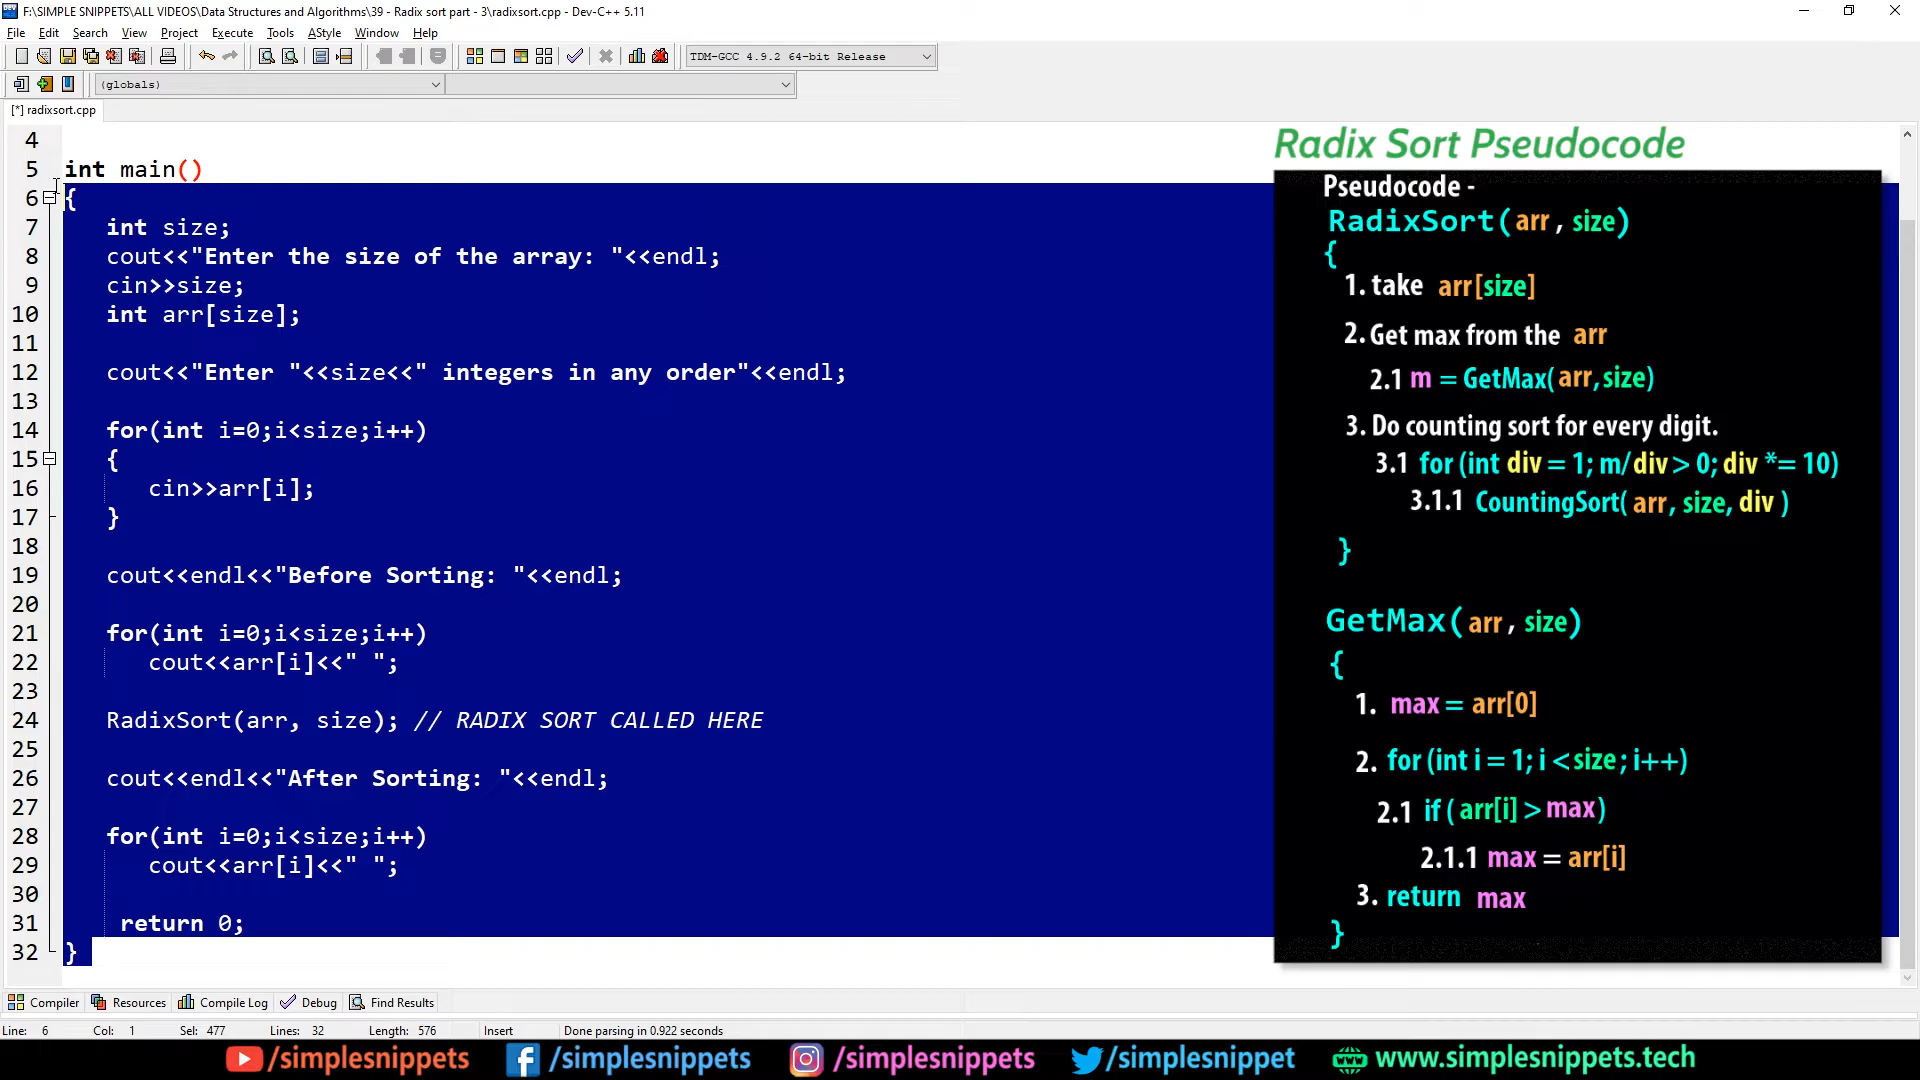 F:\SIMPLE SNIPPETS\ALL VIDEOS\Data Structures and Algorithms\39 - Radix sort part - 3\radixsort.cpp - Dev-C++ 5.11
File Edit Search View Project Execute Tools AStyle Window Help
TDM-GCC 4.9.2 64-bit Release
(globals)
[*] radixsort.cpp
4
5 int main()
6 {
7 int size;
8 cout<<"Enter the size of the array: "<<endl;
9 cin>>size;
10 int arr[size];
11
12 cout<<"Enter "<<size<<" integers in any order"<<endl;
13
14 for(int i=0;i<size;i++)
15 {
16 cin>>arr[i];
17 }
18
19 cout<<endl<<"Before Sorting: "<<endl;
20
21 for(int i=0;i<size;i++)
22 cout<<arr[i]<<" ";
23
24 RadixSort(arr, size); // RADIX SORT CALLED HERE
25
26 cout<<endl<<"After Sorting: "<<endl;
27
28 for(int i=0;i<size;i++)
29 cout<<arr[i]<<" ";
30
31 return 0;
32 }
Radix Sort Pseudocode
Pseudocode -
RadixSort(arr, size)
{
1. take arr[size]
2. Get max from the arr
2.1 m = GetMax(arr,size)
3. Do counting sort for every digit.
3.1 for (int div = 1; m/div > 0; div *= 10)
3.1.1 CountingSort( arr, size, div )
}
GetMax(arr, size)
{
1. max = arr[0]
2. for (int i = 1; i < size; i++)
2.1 if ( arr[i] > max)
2.1.1 max = arr[i]
3. return max
}
Compiler Resources Compile Log Debug Find Results
Line: 6 Col: 1 Sel: 477 Lines: 32 Length: 576 Insert Done parsing in 0.922 seconds
/simplesnippets /simplesnippets /simplesnippets /simplesnippets www.simplesnippets.tech